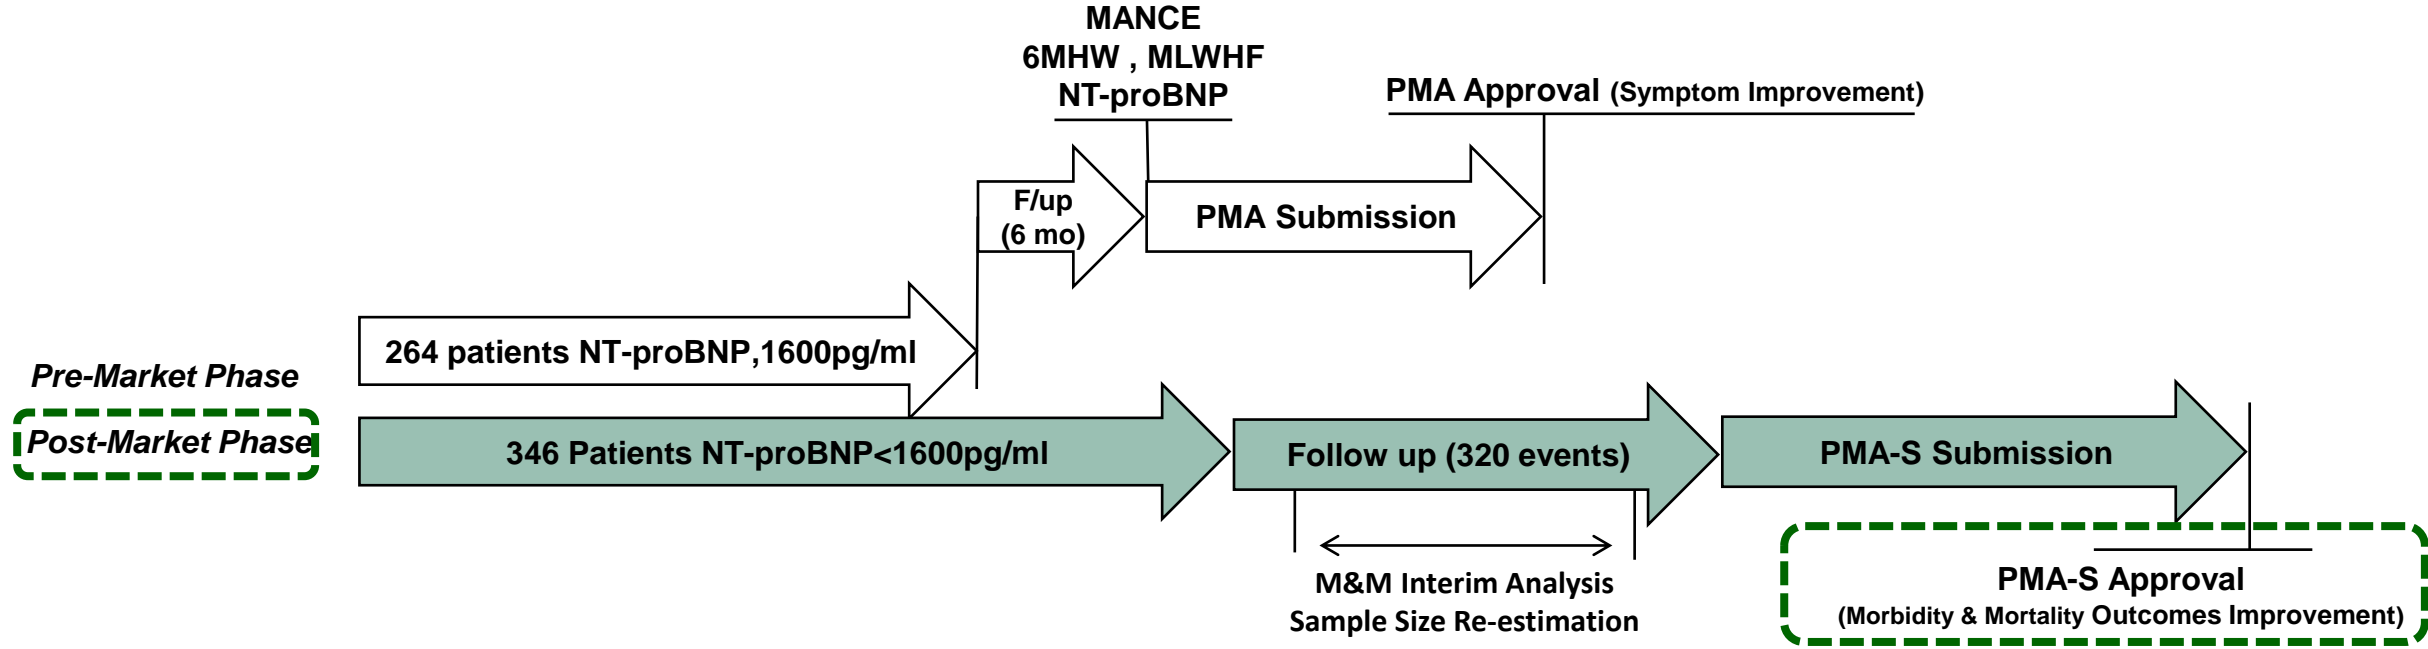 MANCE
6MHW , MLWHF
NT-proBNP
PMA Approval (Symptom Improvement)
F/up
(6 mo)
PMA Submission
264 patients NT-proBNP,1600pg/ml
Pre-Market Phase
Post-Market Phase
346 Patients NT-proBNP<1600pg/ml
Follow up (320 events)
PMA-S Submission
M&M Interim Analysis
Sample Size Re-estimation
PMA-S Approval
(Morbidity & Mortality Outcomes Improvement)